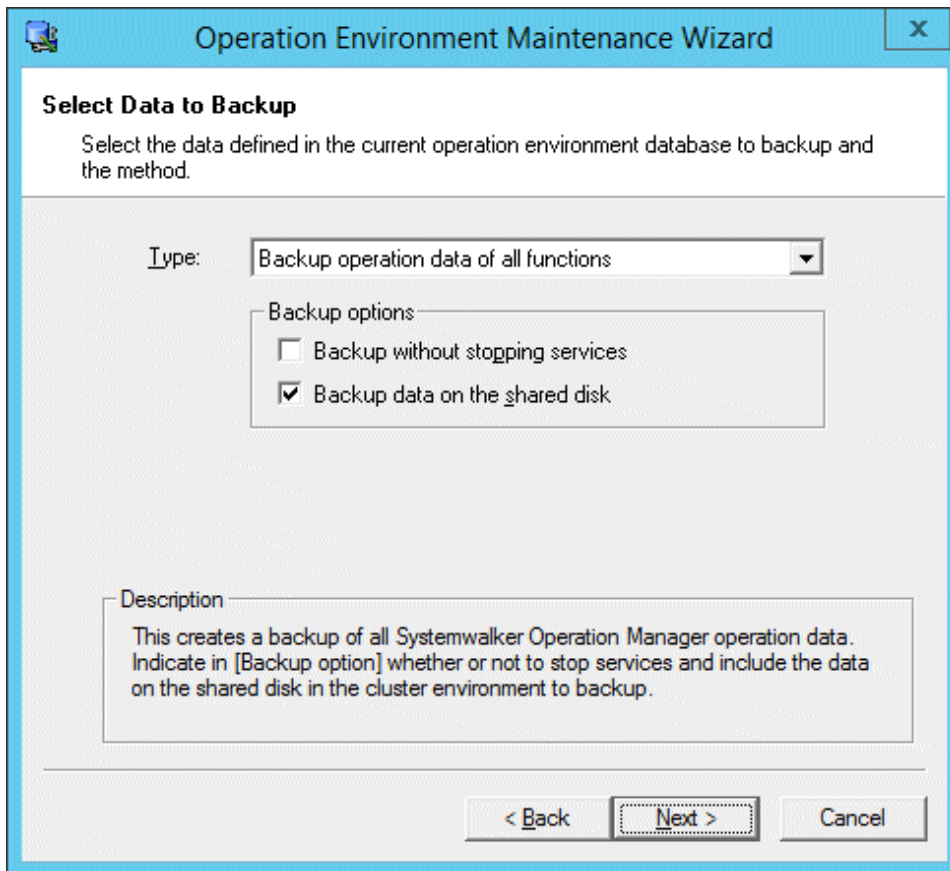 Operation Environment Maintenance Wizard
x
Select Data to Backup
Select the data defined in the current operation environment database to backup and
the method.
Type:
Backup operation data of all functions
Backup options
Backup without stopping services
Backup data on the shared disk
Description
This creates a backup of all Systemwalker Operation Manager operation data.
Indicate in [Backup option] whether or not to stop services and include the data
on the shared disk in the cluster environment to backup.
< Back
Next >
Cancel